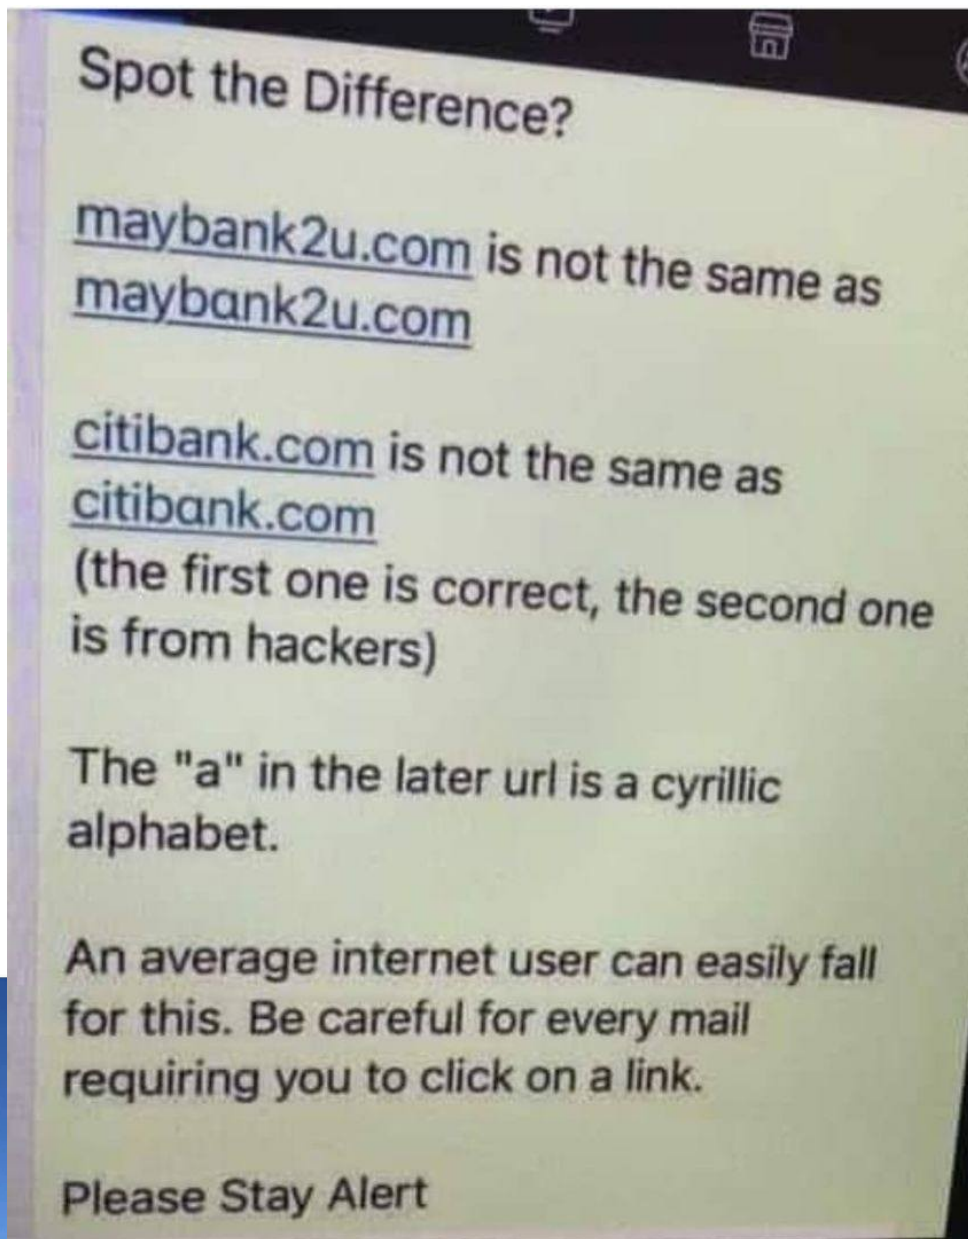 Spot the Difference?
maybank2u.com is not the same as
maybɑnk2u.com
citibank.com is not the same as
citibɑnk.com
(the first one is correct, the second one
is from hackers)
The "a" in the later url is a cyrillic
alphabet.
An average internet user can easily fall
for this. Be careful for every mail
requiring you to click on a link.
Please Stay Alert